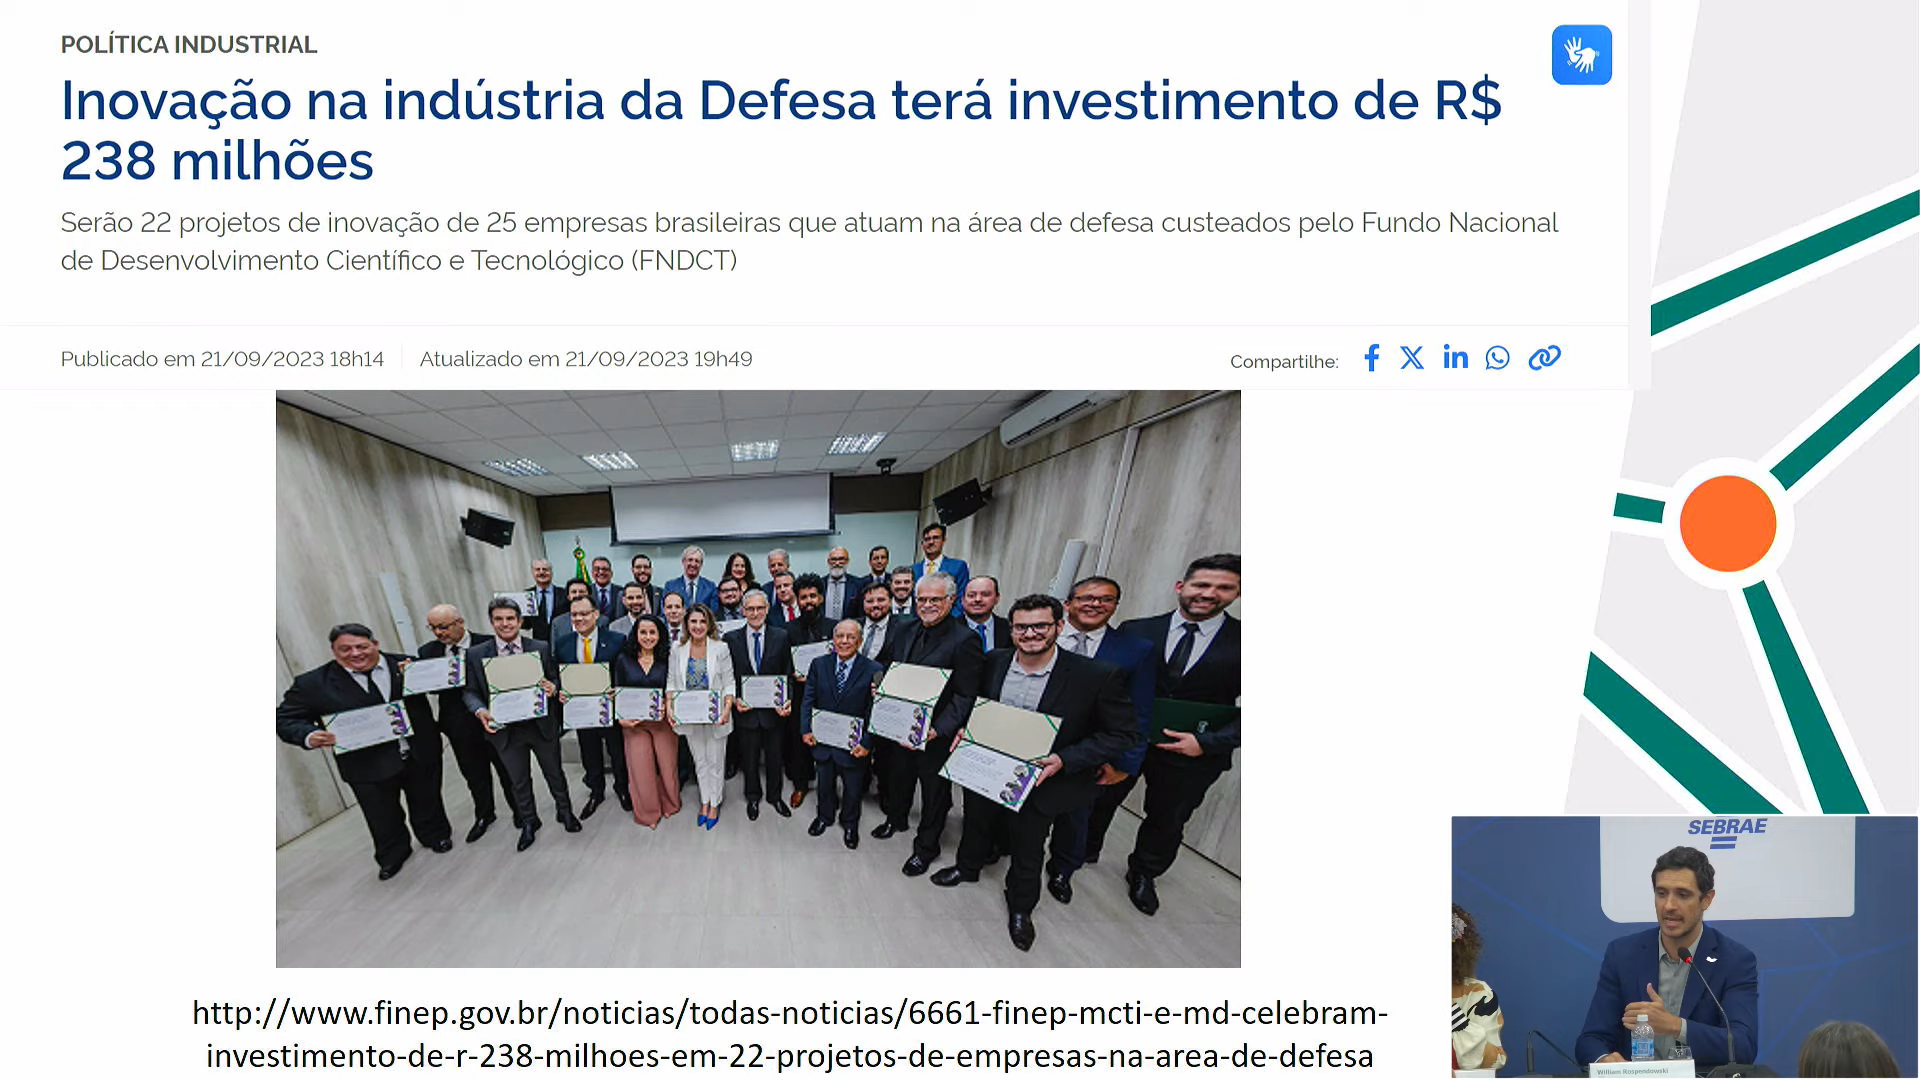 POLÍTICA INDUSTRIAL
Inovação na indústria da Defesa terá investimento de R$
238 milhões
Serão 22 projetos de inovação de 25 empresas brasileiras que atuam na área de defesa custeados pelo Fundo Nacional
de Desenvolvimento Científico e Tecnológico (FNDCT)
Publicado em 21/09/2023 18h14 Atualizado em 21/09/2023 19h49
Compartilhe:
http://www.finep.gov.br/noticias/todas-noticias/6661-finep-mcti-e-md-celebram-
investimento-de-r-238-milhoes-em-22-projetos-de-empresas-na-area-de-defesa
SEBRAE
William Rospendowski